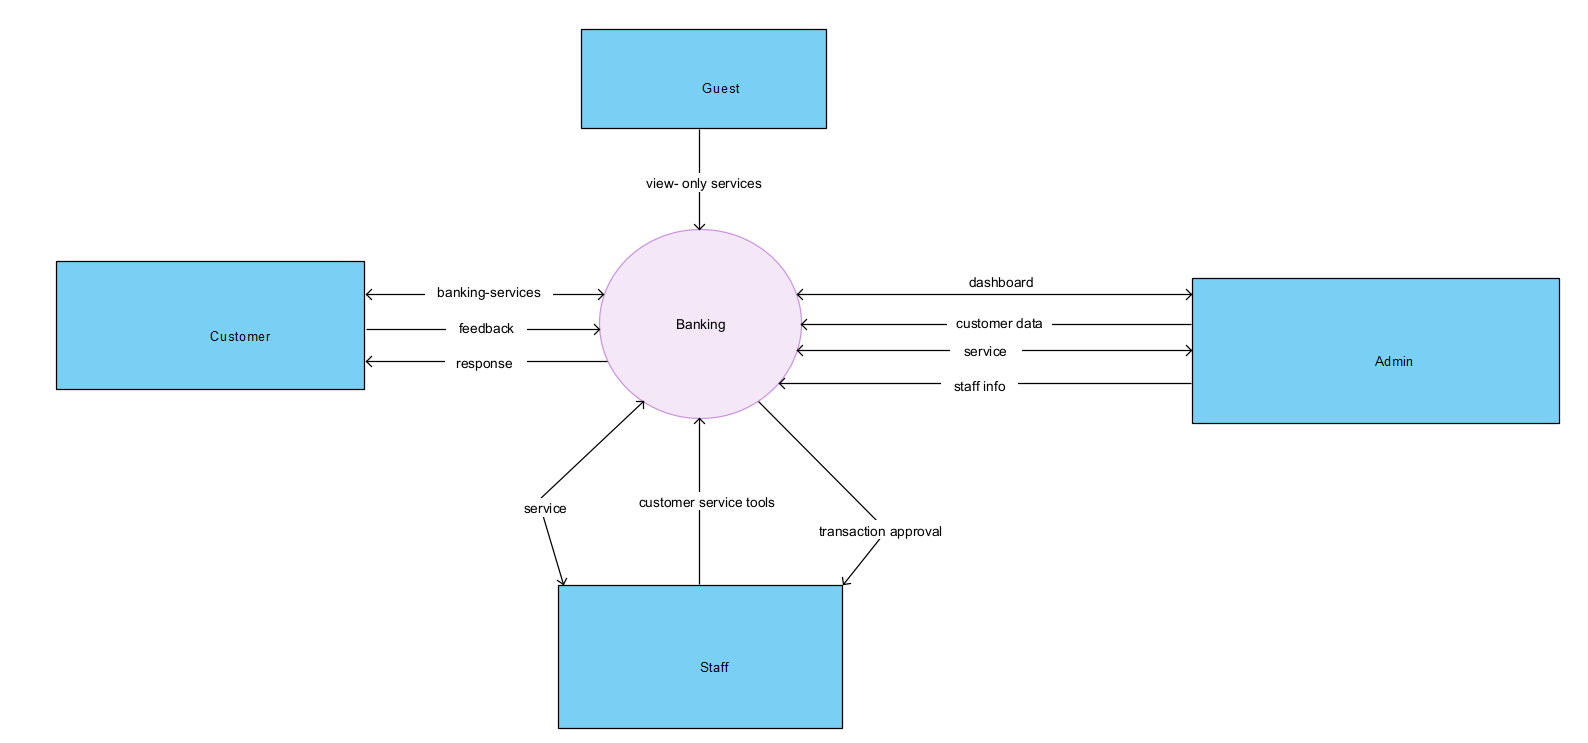 Guest
view- only services
banking-services
feedback
response
Customer
Banking
dashboard
customer data
service
staff info
Admin
service
customer service tools
transaction approval
Staff